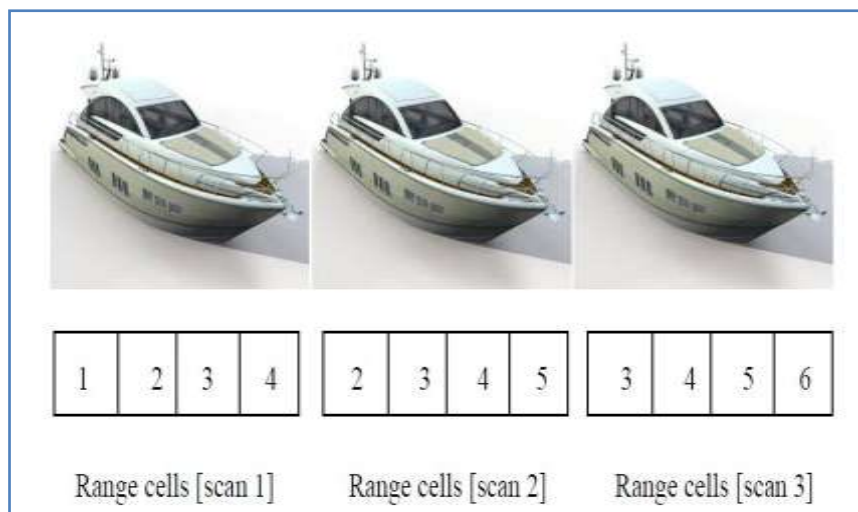 1 2 3 4 2 3 4 5 3 4 5 6
Range cells [scan 1] Range cells [scan 2] Range cells [scan 3]